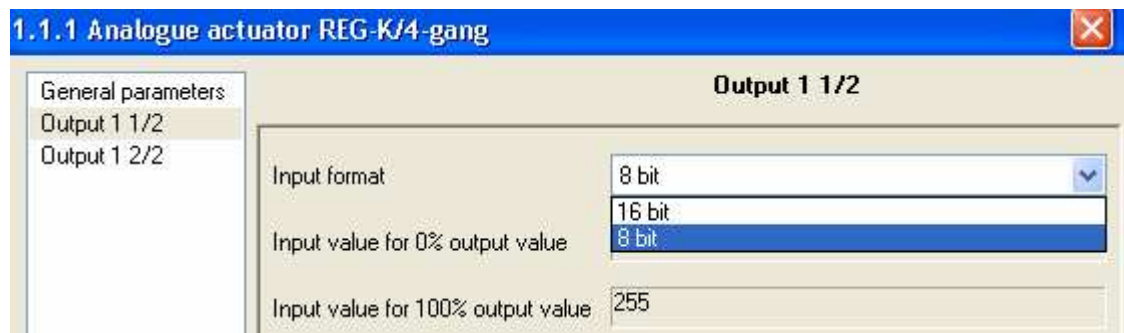 1.1.1 Analogue actuator REG-K/4-gang
General parameters
Output 1 1/2
Output 1 2/2
Output 1 1/2
Input format
8 bit
16 bit
8 bit
Input value for 0% output value
Input value for 100% output value
255